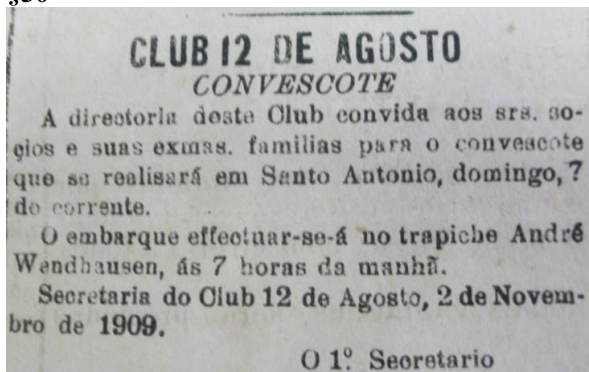 CLUB 12 DE AGOSTO
CONVESCOTE
A directoria deste Club convida aos srs. so-
cios e suas exmas. familias para o convescote
que se realisará em Santo Antonio, domingo, 7
do corrente.
O embarque effectuar-se-á no trapiche André
Wendhausen, ás 7 horas da manhã.
Secretaria do Club 12 de Agosto, 2 de Novem-
bro de 1909.
O 1º Secretario